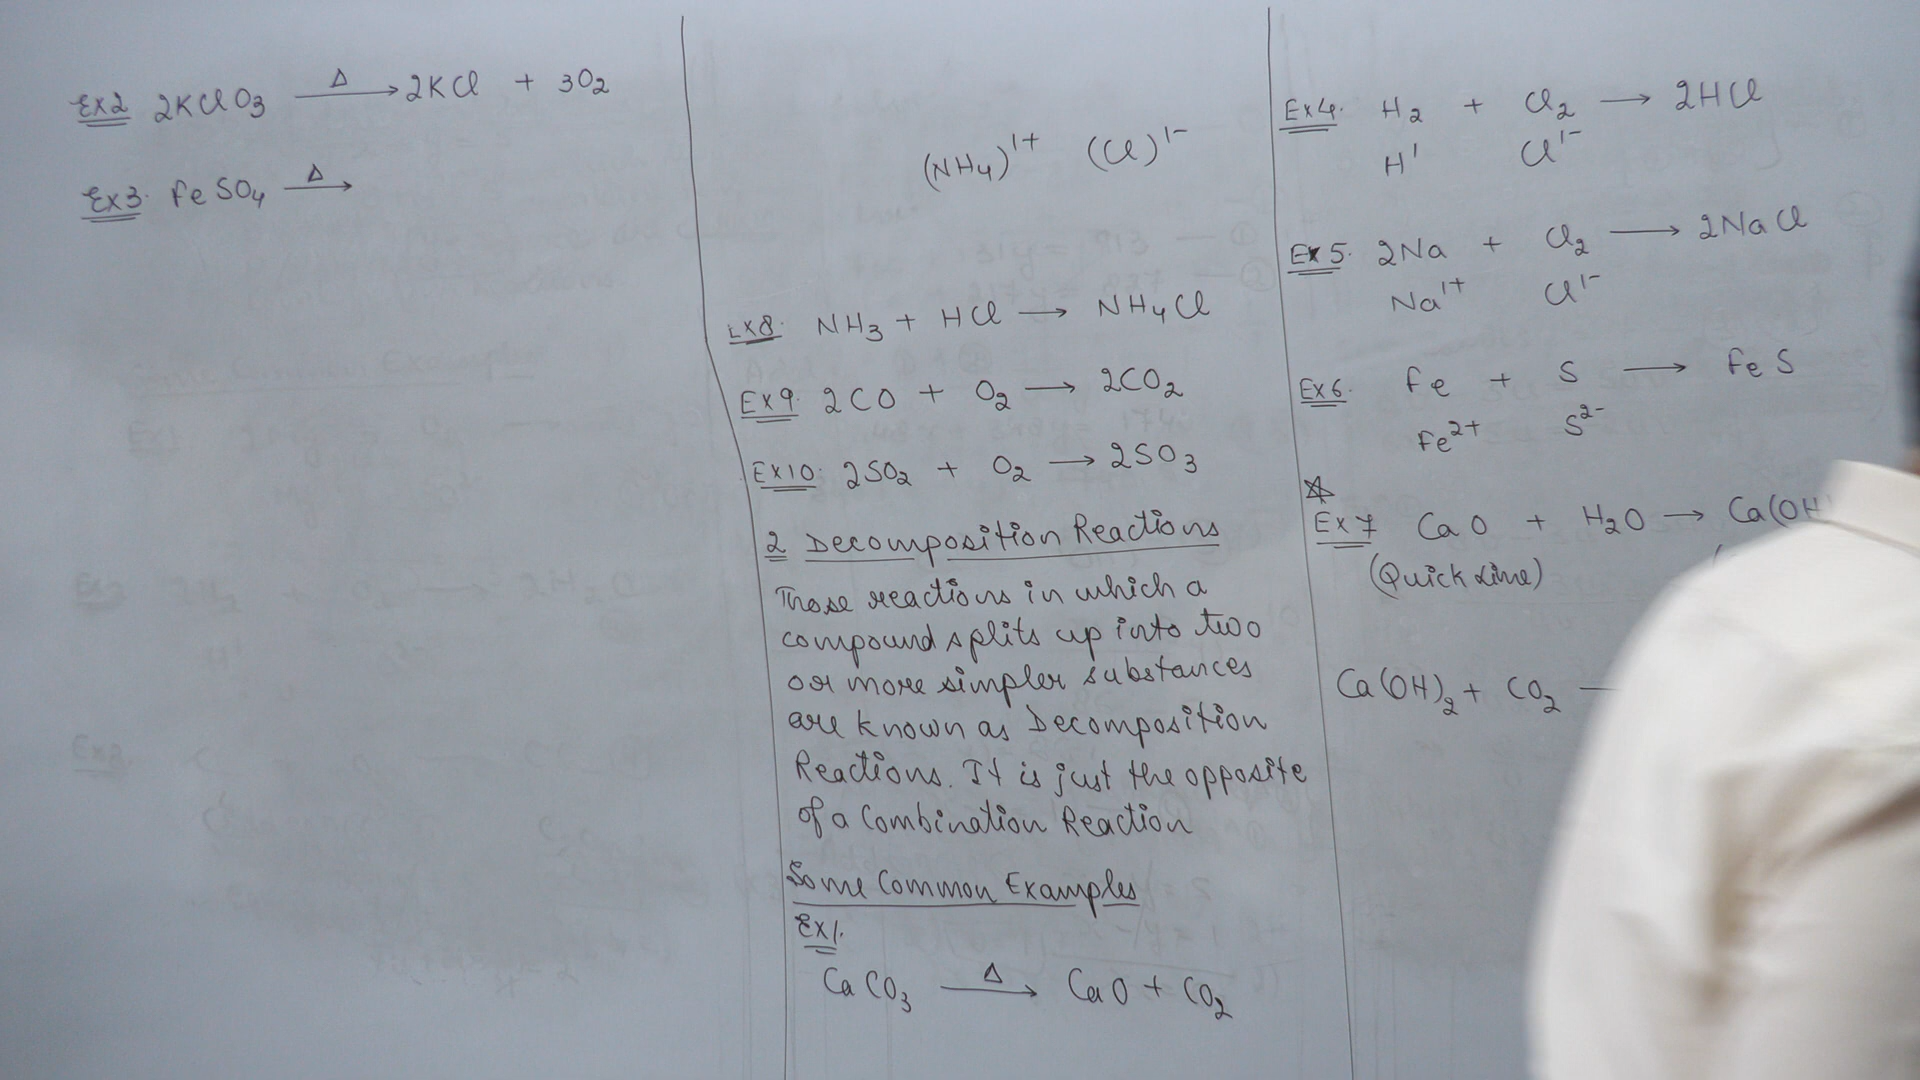 Ex2 2KClO3 Δ→ 2KCl + 3O2
Ex3. FeSO4 Δ→
(NH4)¹⁺ (Cl)¹⁻
Ex8. NH3 + HCl → NH4Cl
Ex9. 2CO + O2 → 2CO2
Ex10. 2SO2 + O2 → 2SO3
2 Decomposition Reactions
Those reactions in which a
compound splits up into two
or more simpler substances
are known as Decomposition
Reactions. It is just the opposite
of a Combination Reaction
Some Common Examples
Ex1.
CaCO3 Δ→ CaO + CO2
Ex4. H2 + Cl2 → 2HCl
H¹ Cl¹⁻
Ex5. 2Na + Cl2 → 2NaCl
Na¹⁺ Cl¹⁻
Ex6. Fe + S → FeS
Fe²⁺ S²⁻
Ex7 CaO + H2O → Ca(OH
(Quick Lime)
Ca(OH)2 + CO2